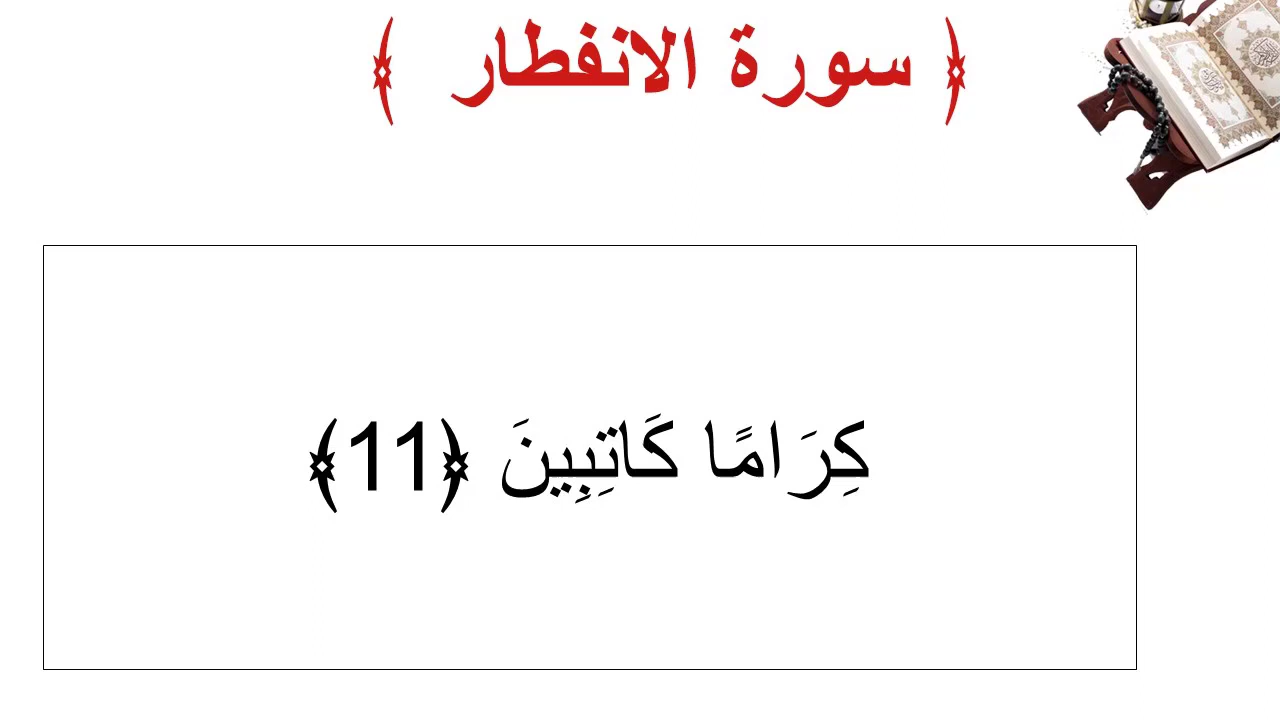 ﴿ سورة الانفطار ﴾
كِرَامًا كَاتِبِينَ ﴿11﴾